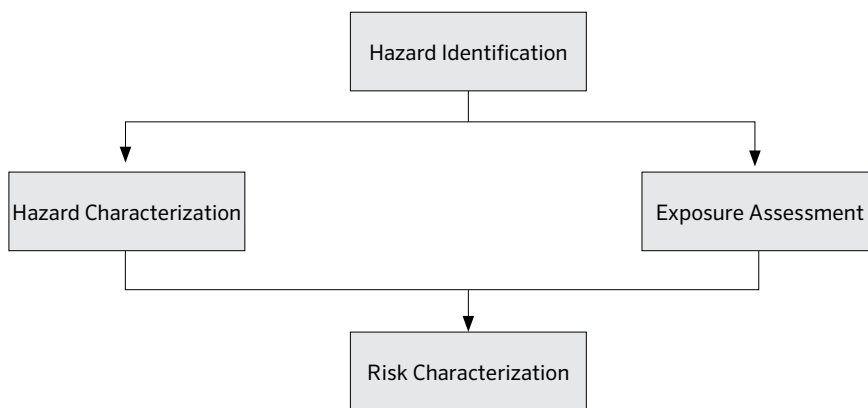 Hazard Identification
Hazard Characterization
Exposure Assessment
Risk Characterization